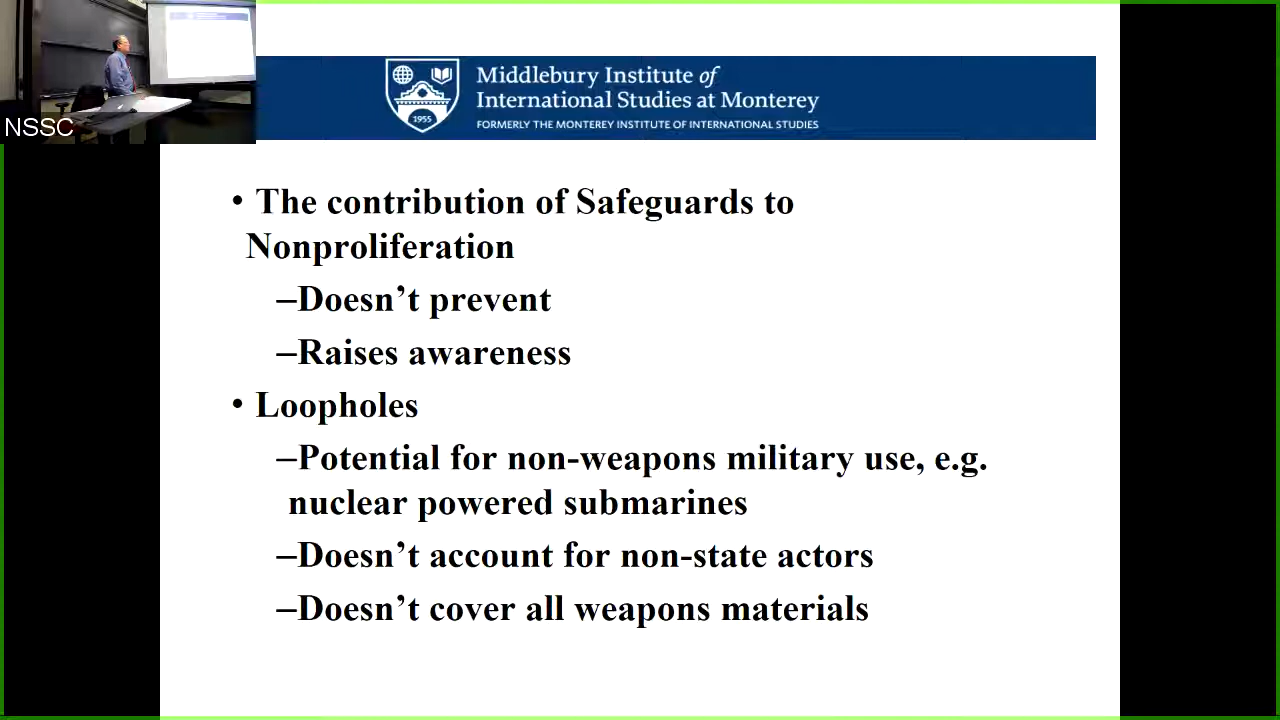 NSSC
Middlebury Institute of
International Studies at Monterey
FORMERLY THE MONTEREY INSTITUTE OF INTERNATIONAL STUDIES
1955
• The contribution of Safeguards to
Nonproliferation
–Doesn’t prevent
–Raises awareness
• Loopholes
–Potential for non-weapons military use, e.g.
nuclear powered submarines
–Doesn’t account for non-state actors
–Doesn’t cover all weapons materials